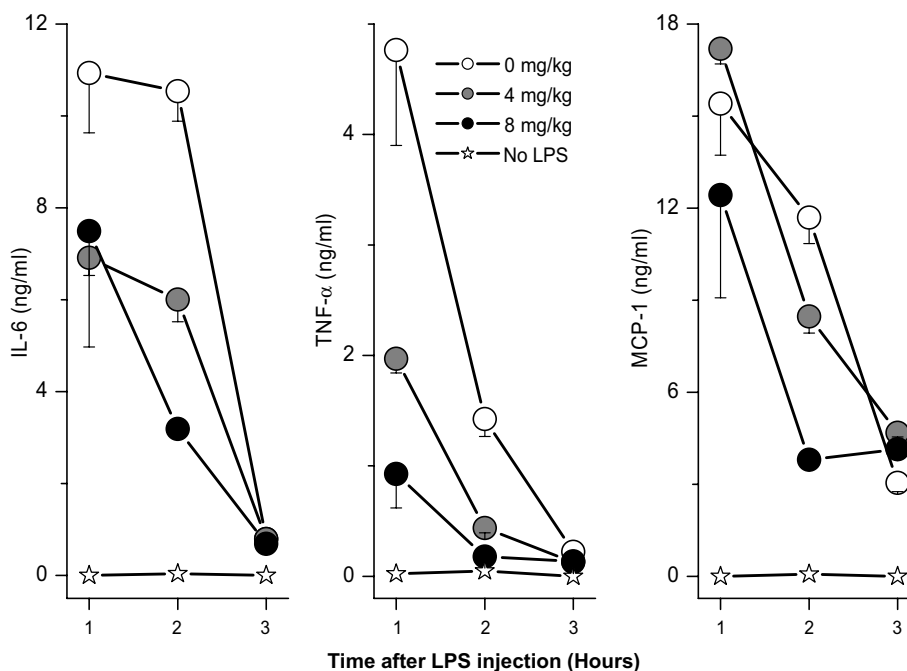 12
8
4
0
IL-6 (ng/ml)
1 2 3
4
2
0
TNF-α (ng/ml)
0 mg/kg
4 mg/kg
8 mg/kg
No LPS
1 2 3
18
12
6
0
MCP-1 (ng/ml)
1 2 3
Time after LPS injection (Hours)